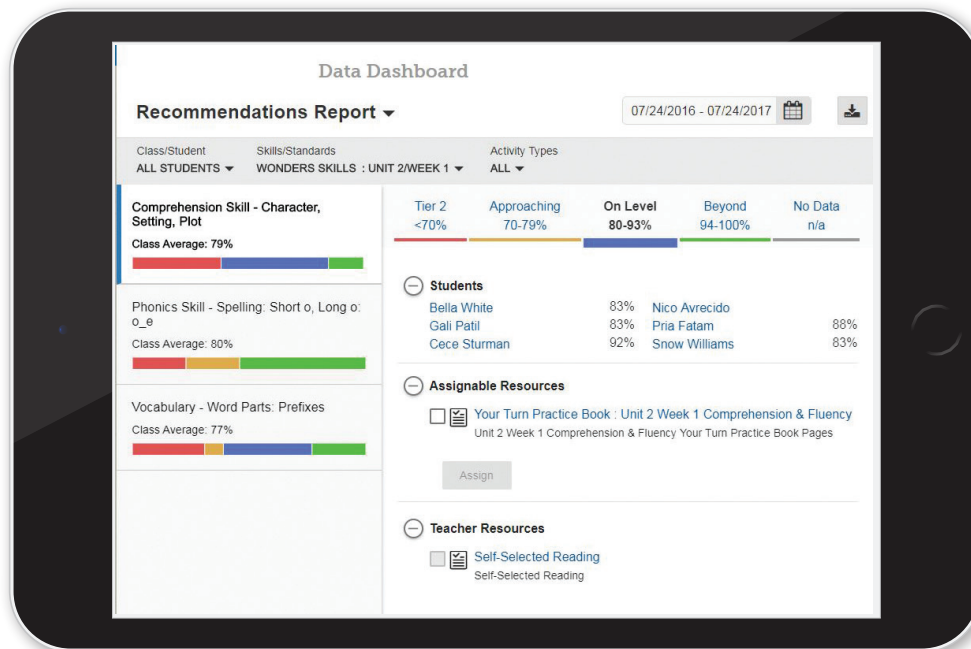 Data Dashboard
Recommendations Report
07/24/2016 - 07/24/2017
Class/Student Skills/Standards Activity Types
ALL STUDENTS WONDERS SKILLS : UNIT 2/WEEK 1 ALL
Comprehension Skill - Character,
Setting, Plot
Class Average: 79%
Phonics Skill - Spelling: Short o, Long o:
o_e
Class Average: 80%
Vocabulary - Word Parts: Prefixes
Class Average: 77%
Tier 2 Approaching On Level Beyond No Data
<70% 70-79% 80-93% 94-100% n/a
Students
Bella White 83% Nico Avrecido
Gali Patil 83% Pria Fatam 88%
Cece Sturman 92% Snow Williams 83%
Assignable Resources
Your Turn Practice Book : Unit 2 Week 1 Comprehension & Fluency
Unit 2 Week 1 Comprehension & Fluency Your Turn Practice Book Pages
Assign
Teacher Resources
Self-Selected Reading
Self-Selected Reading